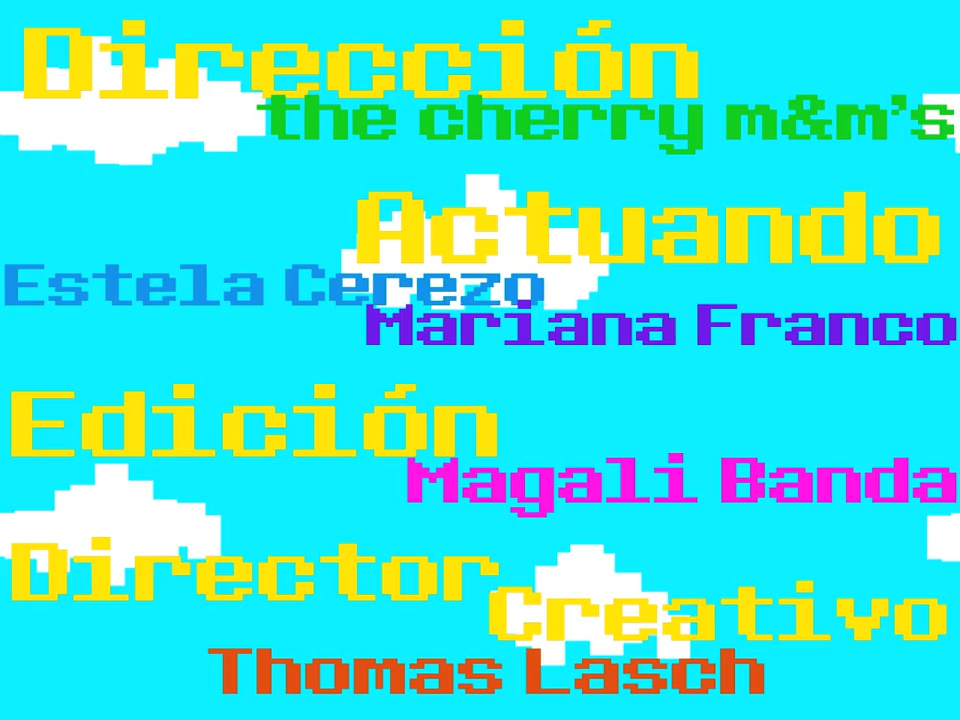 Dirección
the cherry m&m's
Actuando
Estela Cerezo
Mariana Franco
Edición
Magali Banda
Director
Creativo
Thomas Lasch